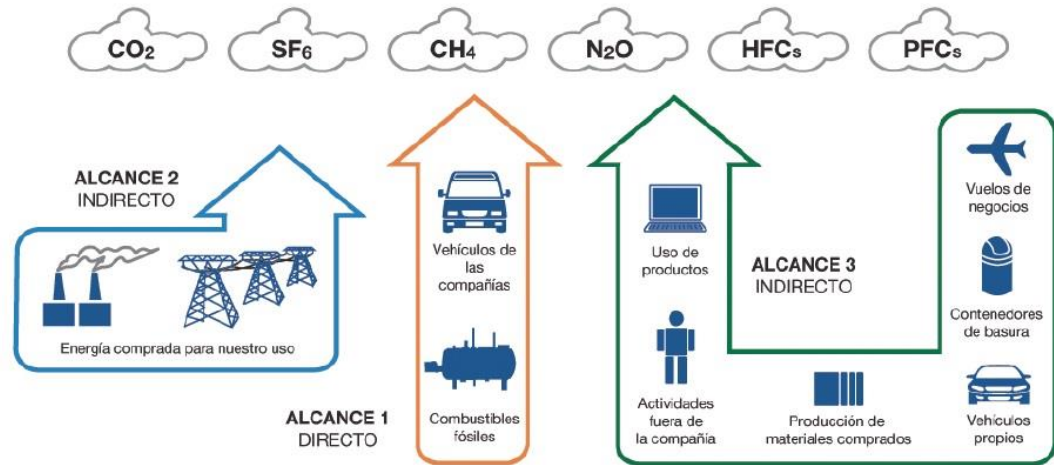 CO2
SF6
CH4
N2O
HFCs
PFCs
ALCANCE 2
INDIRECTO
Energía comprada para nuestro uso
ALCANCE 1
DIRECTO
Vehículos de
las
compañías
Combustibles
fósiles
Uso de
productos
Actividades
fuera de
la compañía
ALCANCE 3
INDIRECTO
Producción de
materiales comprados
Vuelos de
negocios
Contenedores
de basura
Vehículos
propios